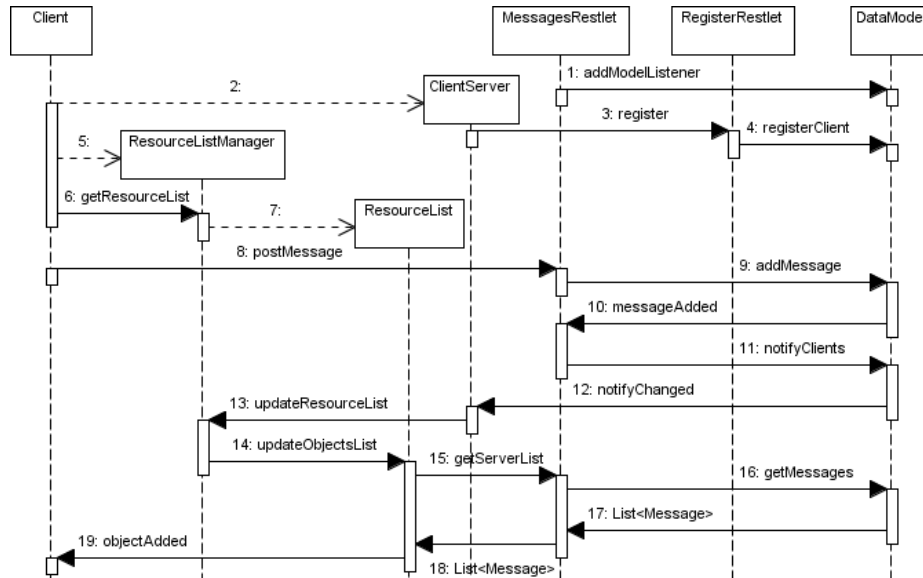 Client
MessagesRestlet
RegisterRestlet
DataMode
1: addModelListener
2:
ClientServer
3: register
4: registerClient
5:
ResourceListManager
6: getResourceList
7:
ResourceList
8: postMessage
9: addMessage
10: messageAdded
11: notifyClients
12: notifyChanged
13: updateResourceList
14: updateObjectsList
15: getServerList
16: getMessages
17: List<Message>
18: List<Message>
19: objectAdded